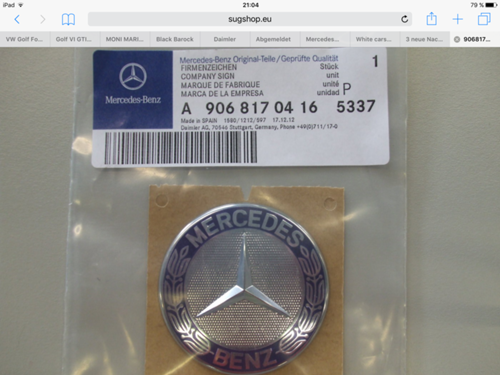 iPad 21:04 79 %
sugshop.eu
VW Golf Fo... Golf VI GTI... MONI MARI... Black Barock Daimler Abgemeldet Mercedes... White cars... 3 neue Nac... 906817...
Mercedes-Benz Original-Teile/Geprüfte Qualität 1
FIRMENZEICHEN Stück
COMPANY SIGN unit
MARQUE DE FABRIQUE unité
MARCA DE LA EMPRESA unidad P
Mercedes-Benz
A 906 817 04 16 5337
Made in SPAIN 1590/1212/597 17.12.12
Daimler AG, 70546 Stuttgart, Germany, Phone +49(0)711/17-0
MERCEDES
BENZ